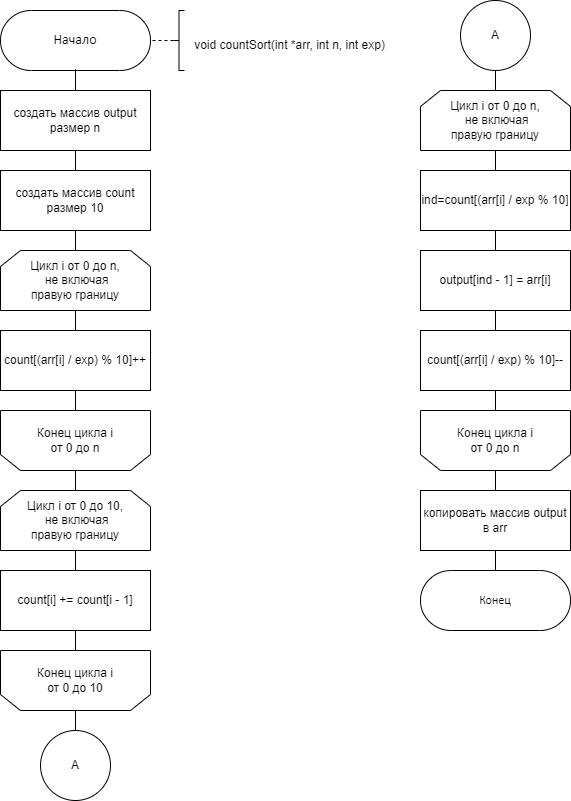 Начало
void countSort(int *arr, int n, int exp)
создать массив output
размер n
создать массив count
размер 10
Цикл i от 0 до n,
не включая
правую границу
count[(arr[i] / exp) % 10]++
Конец цикла i
от 0 до n
Цикл i от 0 до 10,
не включая
правую границу
count[i] += count[i - 1]
Конец цикла i
от 0 до 10
A
A
Цикл i от 0 до n,
не включая
правую границу
ind=count[(arr[i] / exp % 10]
output[ind - 1] = arr[i]
count[(arr[i] / exp) % 10]--
Конец цикла i
от 0 до n
копировать массив output
в arr
Конец